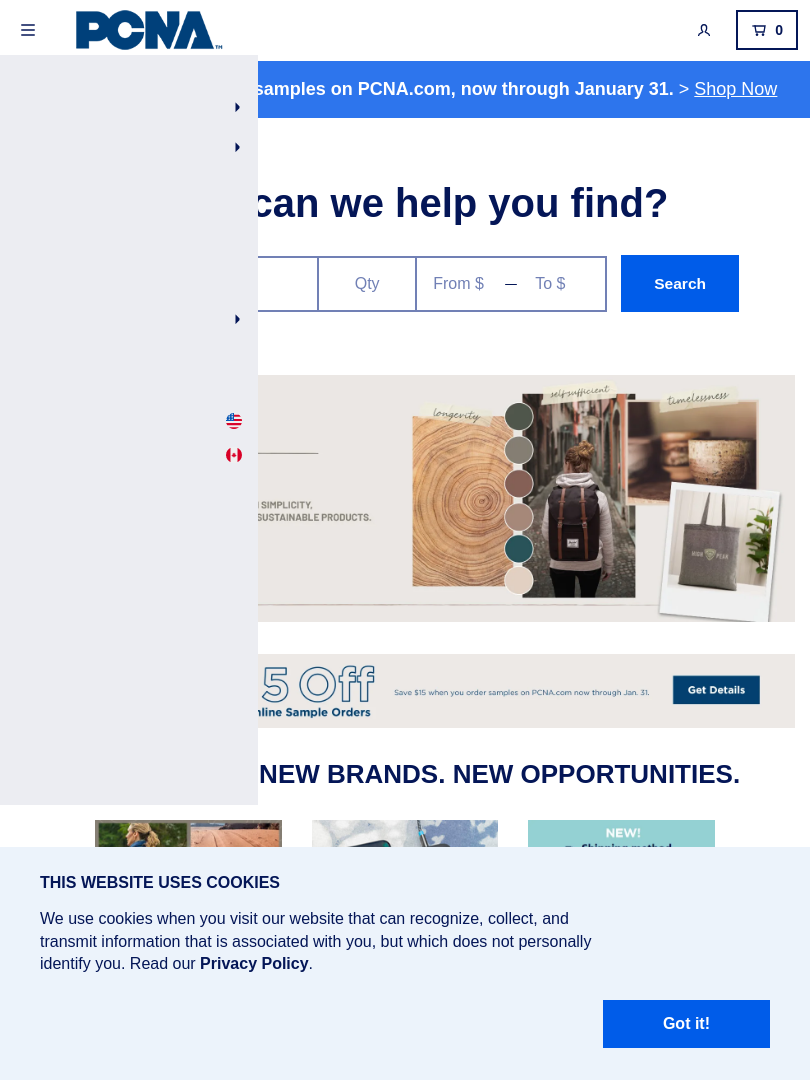 PCNA™
0
samples on PCNA.com, now through January 31. > Shop Now
can we help you find?
Qty
From $ — To $
Search
longevity
self-sufficient
timelessness
SIMPLICITY,
SUSTAINABLE PRODUCTS.
5 Off
Online Sample Orders
Save $15 when you order samples on PCNA.com now through Jan. 31.
Get Details
NEW BRANDS. NEW OPPORTUNITIES.
NEW!
Shipping method
THIS WEBSITE USES COOKIES
We use cookies when you visit our website that can recognize, collect, and
transmit information that is associated with you, but which does not personally
identify you. Read our Privacy Policy.
Got it!